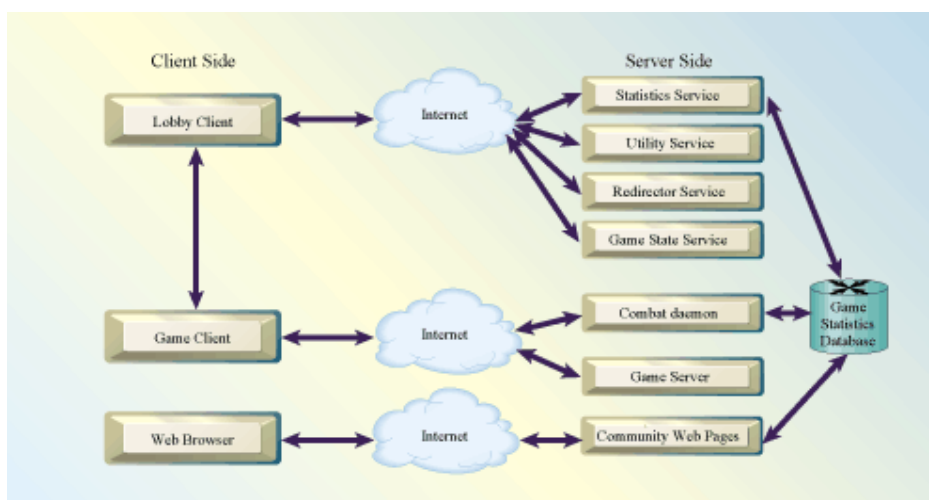 Client Side
Server Side
Lobby Client
Internet
Statistics Service
Utility Service
Redirector Service
Game State Service
Game Client
Internet
Combat daemon
Game Server
Game
Statistics
Database
Web Browser
Internet
Community Web Pages